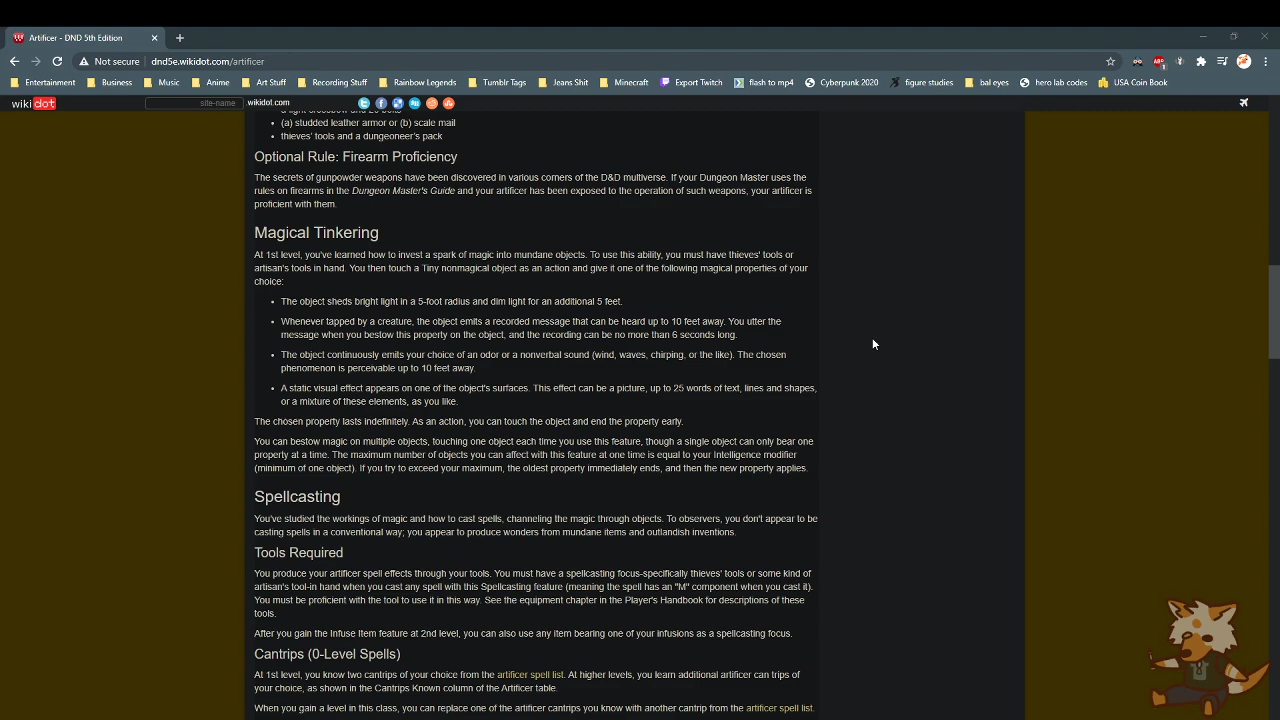 Artificer - DND 5th Edition
Not secure dnd5e.wikidot.com/artificer
Entertainment Business Music Anime Art Stuff Recording Stuff Rainbow Legends Tumblr Tags Jeans Shit Minecraft Export Twitch flash to mp4 Cyberpunk 2020 figure studies bal eyes hero lab codes USA Coin Book
wikidot site-name .wikidot.com
(a) studded leather armor or (b) scale mail
thieves' tools and a dungeoneer's pack
Optional Rule: Firearm Proficiency
The secrets of gunpowder weapons have been discovered in various corners of the D&D multiverse. If your Dungeon Master uses the
rules on firearms in the Dungeon Master's Guide and your artificer has been exposed to the operation of such weapons, your artificer is
proficient with them.
Magical Tinkering
At 1st level, you've learned how to invest a spark of magic into mundane objects. To use this ability, you must have thieves' tools or
artisan's tools in hand. You then touch a Tiny nonmagical object as an action and give it one of the following magical properties of your
choice:
The object sheds bright light in a 5-foot radius and dim light for an additional 5 feet.
Whenever tapped by a creature, the object emits a recorded message that can be heard up to 10 feet away. You utter the
message when you bestow this property on the object, and the recording can be no more than 6 seconds long.
The object continuously emits your choice of an odor or a nonverbal sound (wind, waves, chirping, or the like). The chosen
phenomenon is perceivable up to 10 feet away.
A static visual effect appears on one of the object's surfaces. This effect can be a picture, up to 25 words of text, lines and shapes,
or a mixture of these elements, as you like.
The chosen property lasts indefinitely. As an action, you can touch the object and end the property early.
You can bestow magic on multiple objects, touching one object each time you use this feature, though a single object can only bear one
property at a time. The maximum number of objects you can affect with this feature at one time is equal to your Intelligence modifier
(minimum of one object). If you try to exceed your maximum, the oldest property immediately ends, and then the new property applies.
Spellcasting
You've studied the workings of magic and how to cast spells, channeling the magic through objects. To observers, you don't appear to be
casting spells in a conventional way; you appear to produce wonders from mundane items and outlandish inventions.
Tools Required
You produce your artificer spell effects through your tools. You must have a spellcasting focus-specifically thieves' tools or some kind of
artisan's tool-in hand when you cast any spell with this Spellcasting feature (meaning the spell has an "M" component when you cast it).
You must be proficient with the tool to use it in this way. See the equipment chapter in the Player's Handbook for descriptions of these
tools.
After you gain the Infuse Item feature at 2nd level, you can also use any item bearing one of your infusions as a spellcasting focus.
Cantrips (0-Level Spells)
At 1st level, you know two cantrips of your choice from the artificer spell list. At higher levels, you learn additional artificer can trips of
your choice, as shown in the Cantrips Known column of the Artificer table.
When you gain a level in this class, you can replace one of the artificer cantrips you know with another cantrip from the artificer spell list.